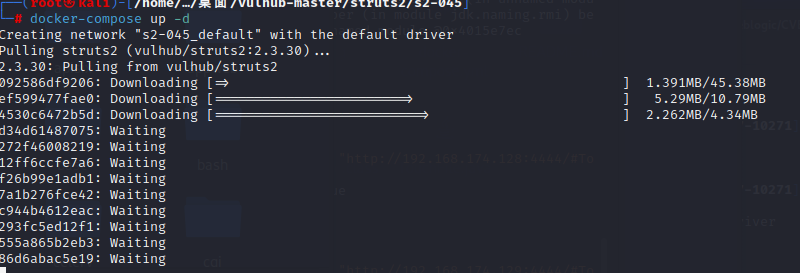 (root㉿kali)-[/home/…/桌面/vulhub-master/struts2/s2-045]
# docker-compose up -d
Creating network "s2-045_default" with the default driver
Pulling struts2 (vulhub/struts2:2.3.30)...
2.3.30: Pulling from vulhub/struts2
092586df9206: Downloading [=>                                                  ]  1.391MB/45.38MB
ef599477fae0: Downloading [========================>                          ]  5.29MB/10.79MB
4530c6472b5d: Downloading [==========================>                        ]  2.262MB/4.34MB
d34d61487075: Waiting
272f46008219: Waiting
12ff6ccfe7a6: Waiting
f26b99e1adb1: Waiting
7a1b276fce42: Waiting
c944b4612eac: Waiting
293fc5ed12f1: Waiting
555a865b2eb3: Waiting
86d6abac5e19: Waiting